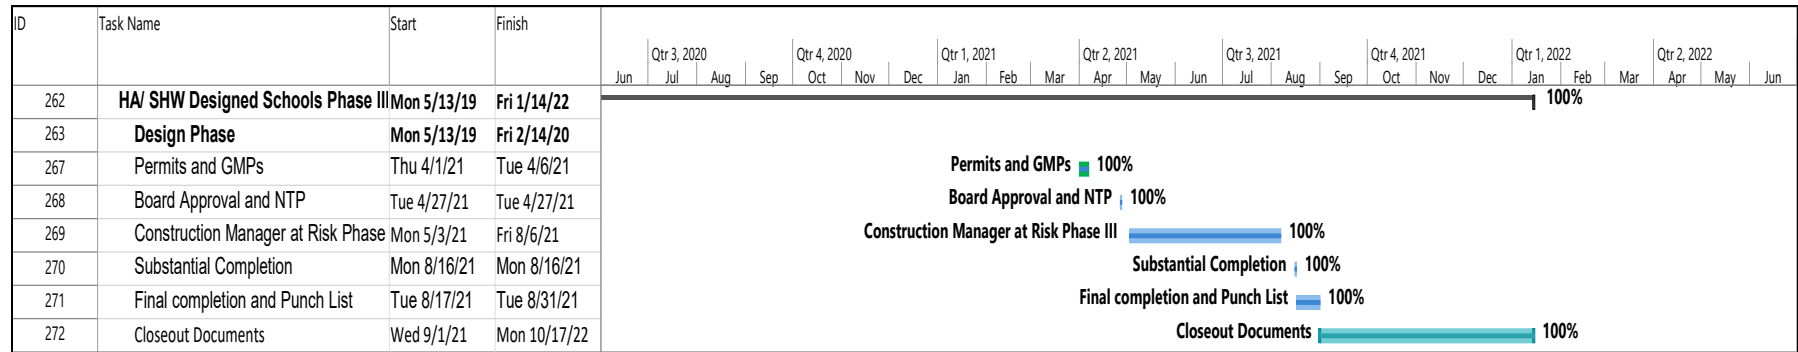 ID Task Name Start Finish
Qtr 3, 2020 Qtr 4, 2020 Qtr 1, 2021 Qtr 2, 2021 Qtr 3, 2021 Qtr 4, 2021 Qtr 1, 2022 Qtr 2, 2022
Jun Jul Aug Sep Oct Nov Dec Jan Feb Mar Apr May Jun Jul Aug Sep Oct Nov Dec Jan Feb Mar Apr May Jun
262 HA/ SHW Designed Schools Phase III Mon 5/13/19 Fri 1/14/22 100%
263 Design Phase Mon 5/13/19 Fri 2/14/20
267 Permits and GMPs Thu 4/1/21 Tue 4/6/21 Permits and GMPs 100%
268 Board Approval and NTP Tue 4/27/21 Tue 4/27/21 Board Approval and NTP 100%
269 Construction Manager at Risk Phase Mon 5/3/21 Fri 8/6/21 Construction Manager at Risk Phase III 100%
270 Substantial Completion Mon 8/16/21 Mon 8/16/21 Substantial Completion 100%
271 Final completion and Punch List Tue 8/17/21 Tue 8/31/21 Final completion and Punch List 100%
272 Closeout Documents Wed 9/1/21 Mon 10/17/22 Closeout Documents 100%